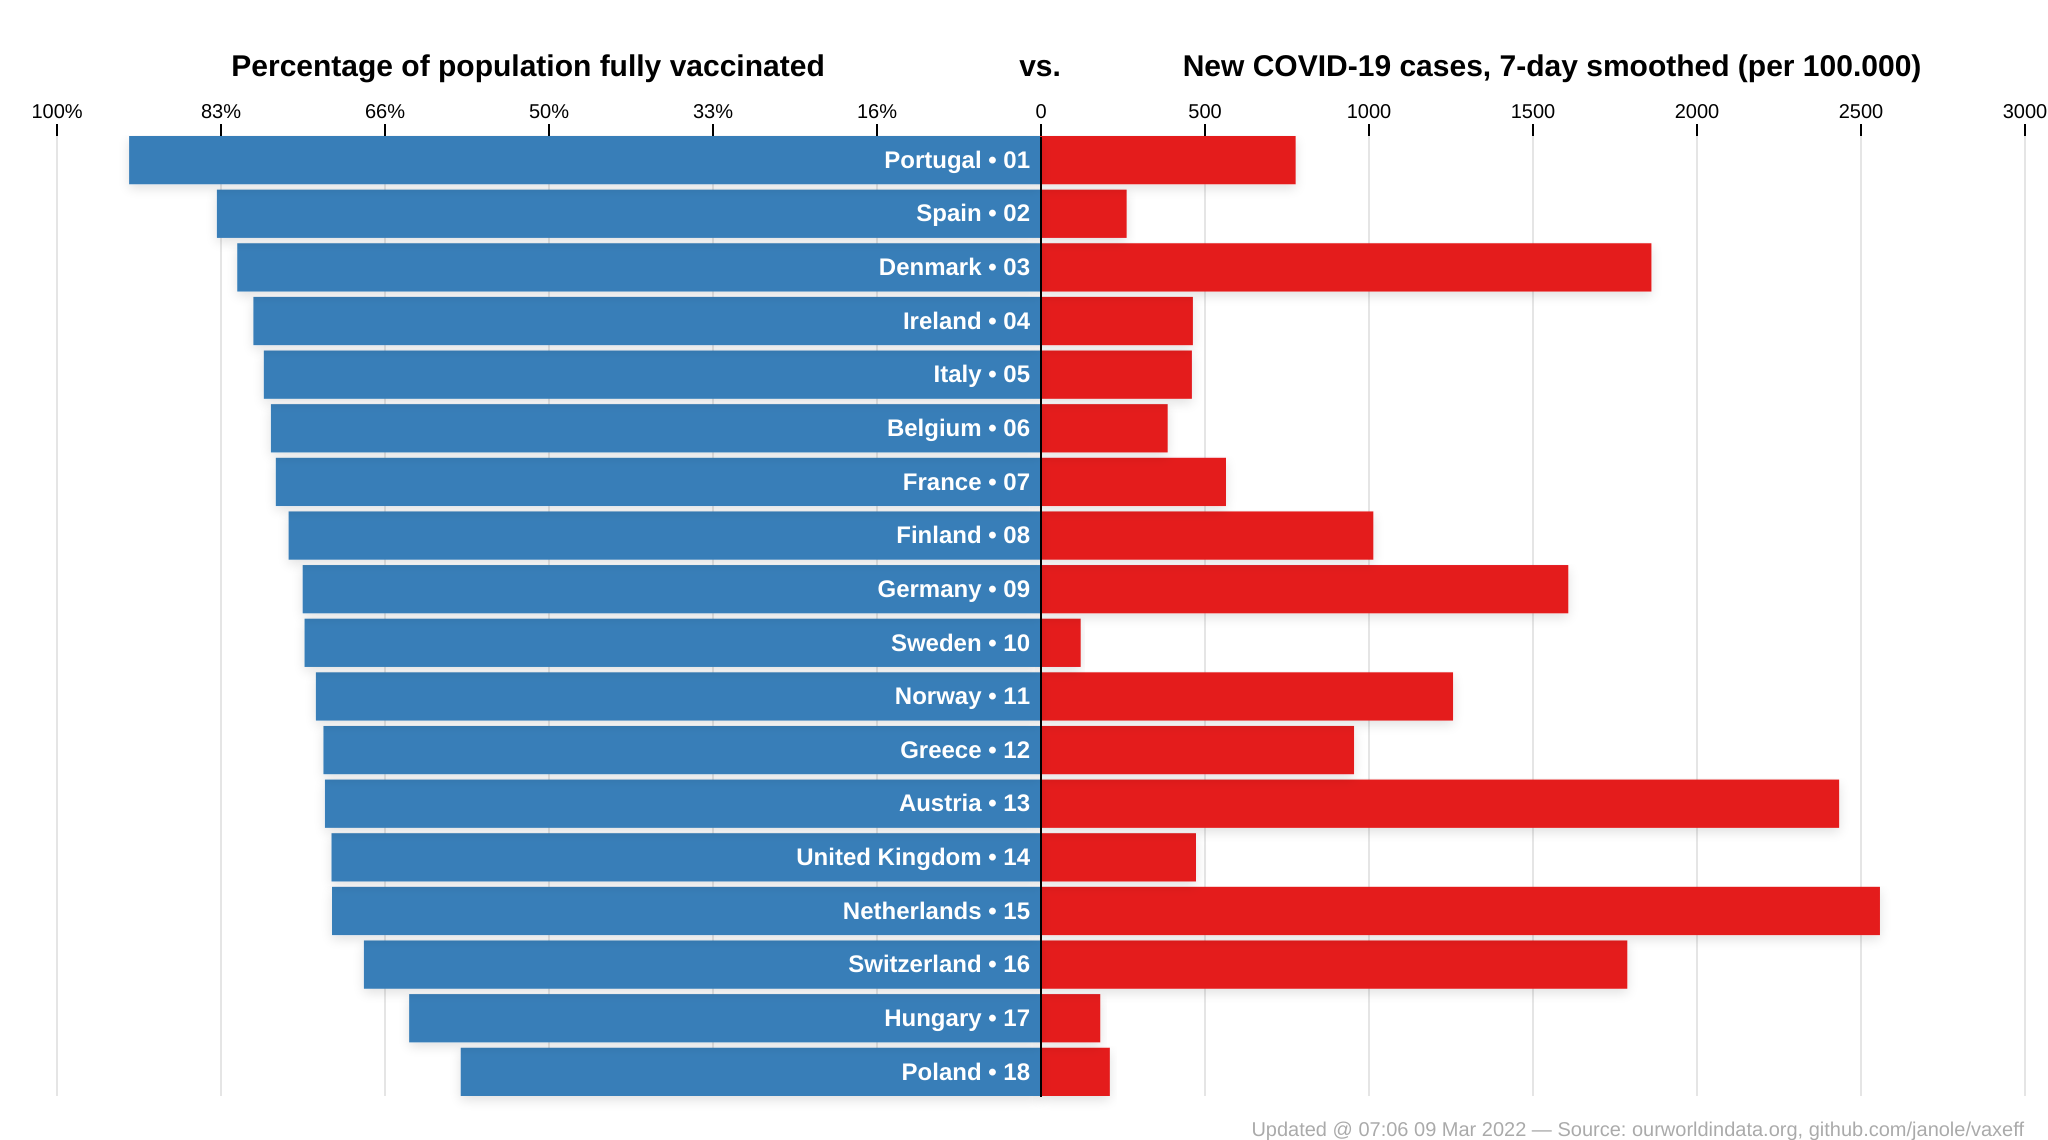 Percentage of population fully vaccinated vs. New COVID-19 cases, 7-day smoothed (per 100.000)
100% 83% 66% 50% 33% 16% 0 500 1000 1500 2000 2500 3000
Portugal • 01
Spain • 02
Denmark • 03
Ireland • 04
Italy • 05
Belgium • 06
France • 07
Finland • 08
Germany • 09
Sweden • 10
Norway • 11
Greece • 12
Austria • 13
United Kingdom • 14
Netherlands • 15
Switzerland • 16
Hungary • 17
Poland • 18
Updated @ 07:06 09 Mar 2022 — Source: ourworldindata.org, github.com/janole/vaxeff